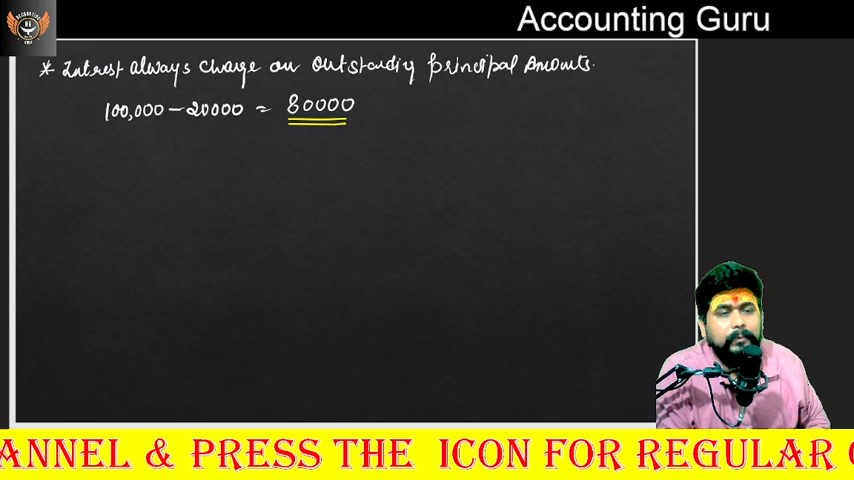 Accounting Guru
* Interest always charge on outstanding principal Amounts.
100,000 - 20000 = 80000
ANNEL & PRESS THE ICON FOR REGULAR